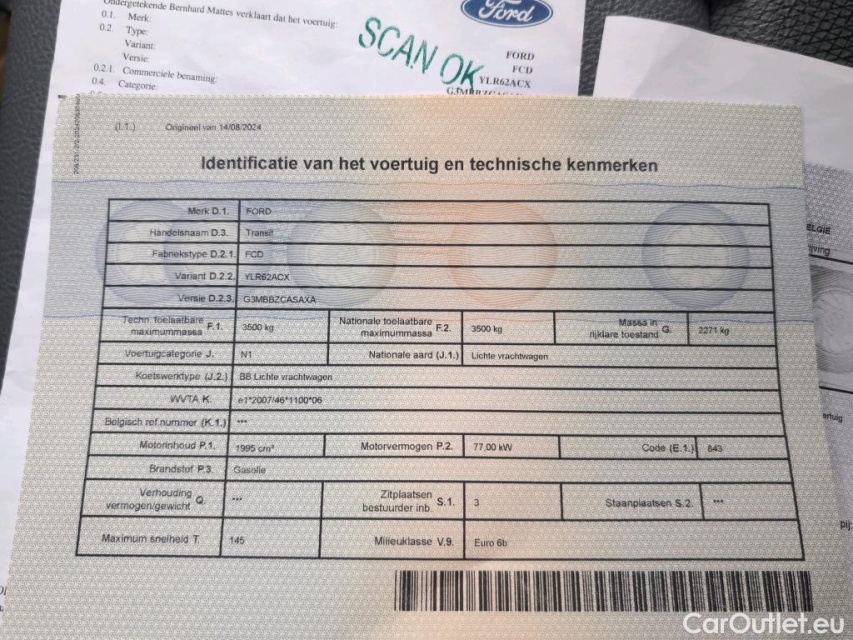 Ondergetekende Bernhard Mattes verklaart dat het voertuig:
0.1. Merk:
0.2. Type:
Variant:
Versie:
0.2.1. Commerciele benaming:
0.4. Categorie:
Ford
SCAN OK
FORD
FCD
YLR62ACX
(I.1.) Origineel van 14/08/2024
Identificatie van het voertuig en technische kenmerken
Merk D.1. FORD
Handelsnaam D.3. Transit
Fabriekstype D.2.1. FCD
Variant D.2.2. YLR62ACX
Versie D.2.3. G3MBBZCASAXA
Techn. toelaatbare maximummassa F.1. 3500 kg Nationale toelaatbare maximummassa F.2. 3500 kg Massa in rijklare toestand G. 2271 kg
Voertuigcategorie J. N1 Nationale aard (J.1.) Lichte vrachtwagen
Koetswerktype (J.2.) BB Lichte vrachtwagen
WVTA K. e1*2007/46*1100*06
Belgisch ref.nummer (K.1.) ***
Motorinhoud P.1. 1995 cm³ Motorvermogen P.2. 77.00 kW Code (E.1.) 843
Brandstof P.3. Gasolie
Verhouding vermogen/gewicht Q. *** Zitplaatsen bestuurder inb. S.1. 3 Staanplaatsen S.2. ***
Maximum snelheid T. 145 Milieuklasse V.9. Euro 6b
CarOutlet.eu